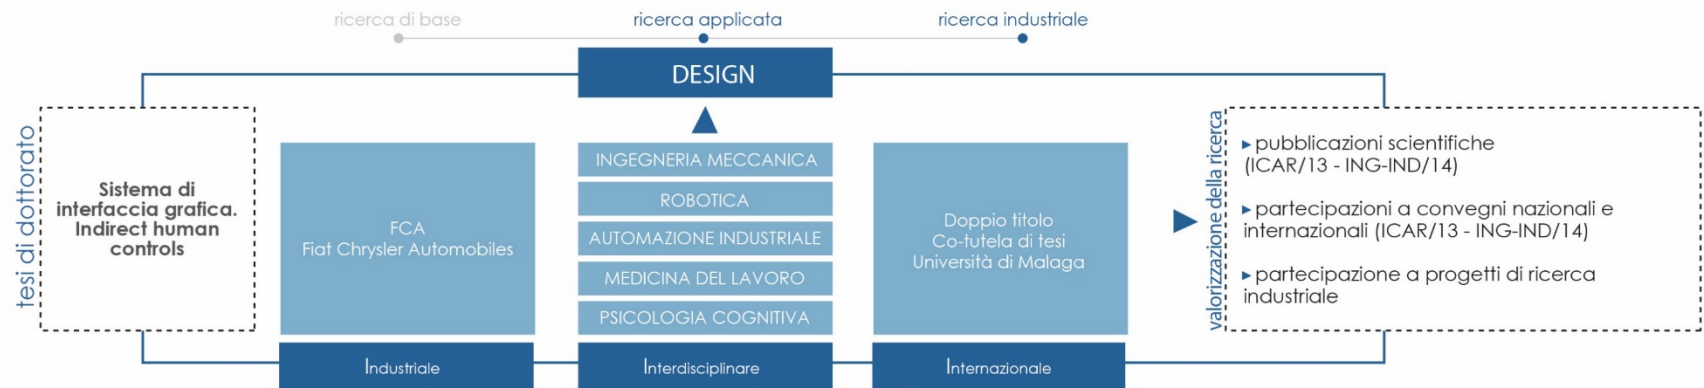 ricerca di base
ricerca applicata
ricerca industriale
DESIGN
tesi di dottorato
Sistema di
interfaccia grafica.
Indirect human
controls
FCA
Fiat Chrysler Automobiles
Industriale
INGEGNERIA MECCANICA
ROBOTICA
AUTOMAZIONE INDUSTRIALE
MEDICINA DEL LAVORO
PSICOLOGIA COGNITIVA
Interdisciplinare
Doppio titolo
Co-tutela di tesi
Università di Malaga
Internazionale
valorizzazione della ricerca
▸ pubblicazioni scientifiche
(ICAR/13 - ING-IND/14)
▸ partecipazioni a convegni nazionali e
internazionali (ICAR/13 - ING-IND/14)
▸ partecipazione a progetti di ricerca
industriale